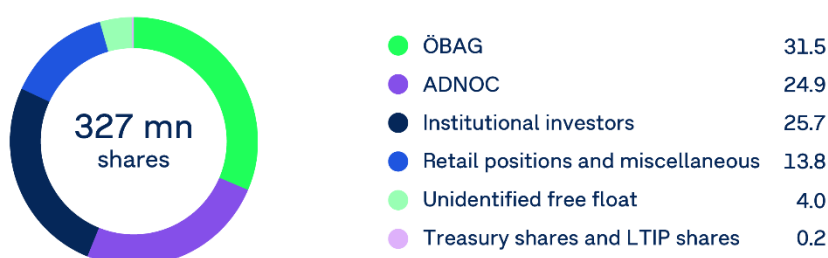 327 mn
shares
ÖBAG 31.5
ADNOC 24.9
Institutional investors 25.7
Retail positions and miscellaneous 13.8
Unidentified free float 4.0
Treasury shares and LTIP shares 0.2